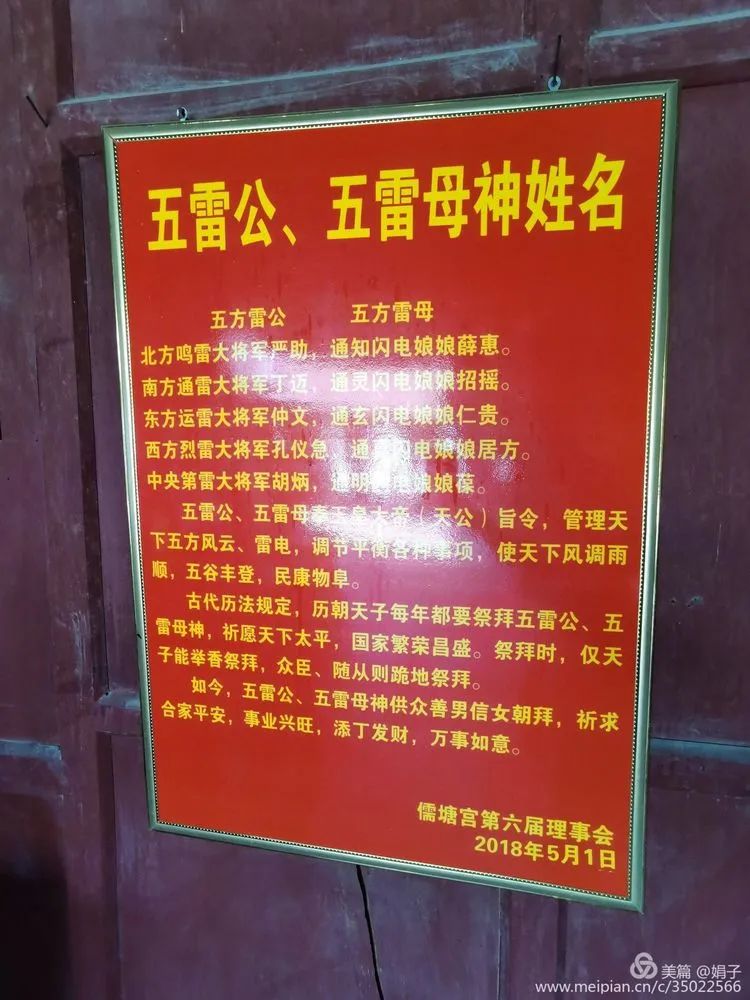 五雷公、五雷母神姓名
五方雷公 五方雷母
北方鸣雷大将军严助，通知闪电娘娘薛惠。
南方通雷大将军丁迈，通灵闪电娘娘招摇。
东方运雷大将军仲文，通玄闪电娘娘仁贵。
西方烈雷大将军孔仪急，通闪电娘娘居方。
中央第雷大将军胡炳，通明电娘娘葆。
五雷公、五雷母奉玉皇大帝（天公）旨令，管理天
下五方风云、雷电，调节平衡各种事项，使天下风调雨
顺，五谷丰登，民康物阜。
古代历法规定，历朝天子每年都要祭拜五雷公、五
雷母神，祈愿天下太平，国家繁荣昌盛。祭拜时，仅天
子能举香祭拜，众臣、随从则跪地祭拜。
如今，五雷公、五雷母神供众善男信女朝拜，祈求
合家平安，事业兴旺，添丁发财，万事如意。
儒塘宫第六届理事会
2018年5月1日
美篇 @娟子
www.meipian.cn/c/35022566